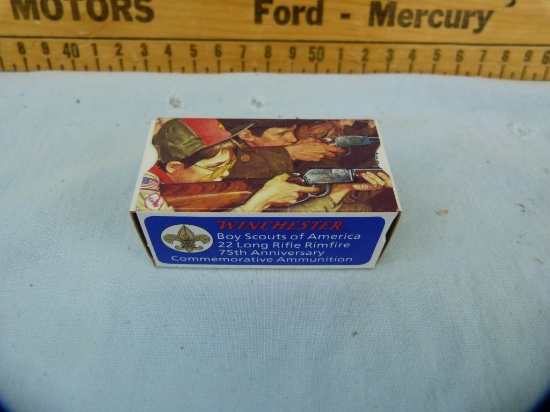 MOTORS Ford - Mercury
8 9 40 1 2 3 4 5 6 7 8 9 50 1 2 3 4 5 6 7 8 9
WINCHESTER
Boy Scouts of America
22 Long Rifle Rimfire
75th Anniversary
Commemorative Ammunition